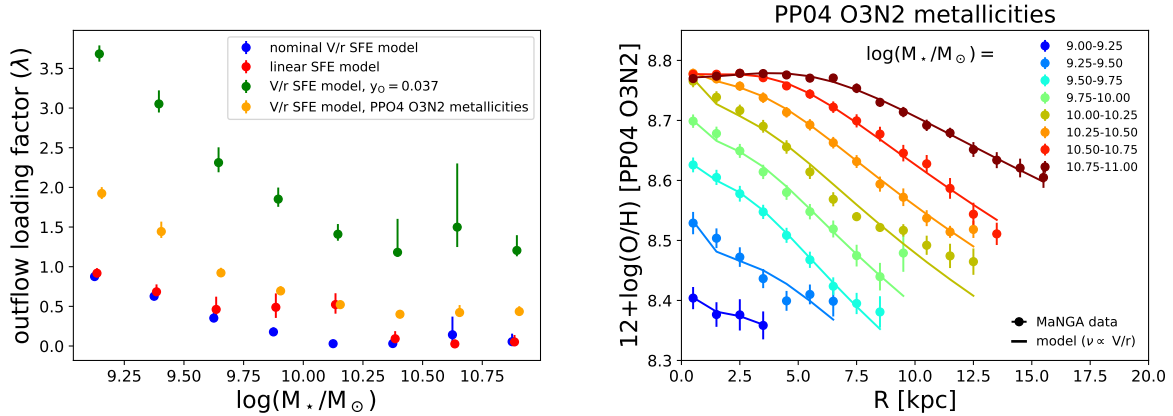 outflow loading factor (λ)
3.5
3.0
2.5
2.0
1.5
1.0
0.5
0.0
nominal V/r SFE model
linear SFE model
V/r SFE model, y_O = 0.037
V/r SFE model, PPO4 O3N2 metallicities
9.25 9.50 9.75 10.00 10.25 10.50 10.75
log(M⋆/M⊙)
PP04 O3N2 metallicities
12+log(O/H) [PP04 O3N2]
8.8
8.7
8.6
8.5
8.4
8.3
log(M⋆/M⊙) =
9.00-9.25
9.25-9.50
9.50-9.75
9.75-10.00
10.00-10.25
10.25-10.50
10.50-10.75
10.75-11.00
MaNGA data
model (ν ∝ V/r)
0.0 2.5 5.0 7.5 10.0 12.5 15.0 17.5 20.0
R [kpc]